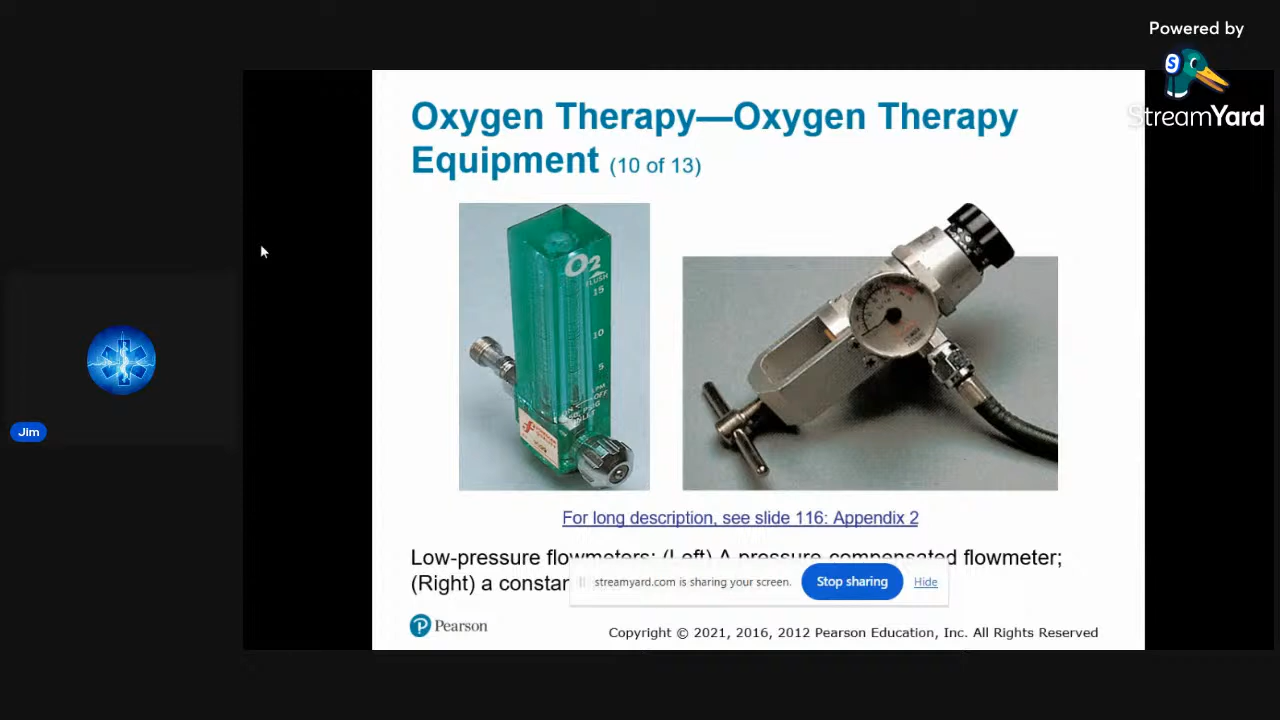 Powered by
StreamYard
Oxygen Therapy—Oxygen Therapy
Equipment (10 of 13)
O2
FLUSH
15
10
5
OFF
For long description, see slide 116: Appendix 2
Low-pressure flowmeters: (Left) A pressure-compensated flowmeter;
(Right) a constan
streamyard.com is sharing your screen.
Stop sharing
Hide
Jim
Pearson
Copyright © 2021, 2016, 2012 Pearson Education, Inc. All Rights Reserved